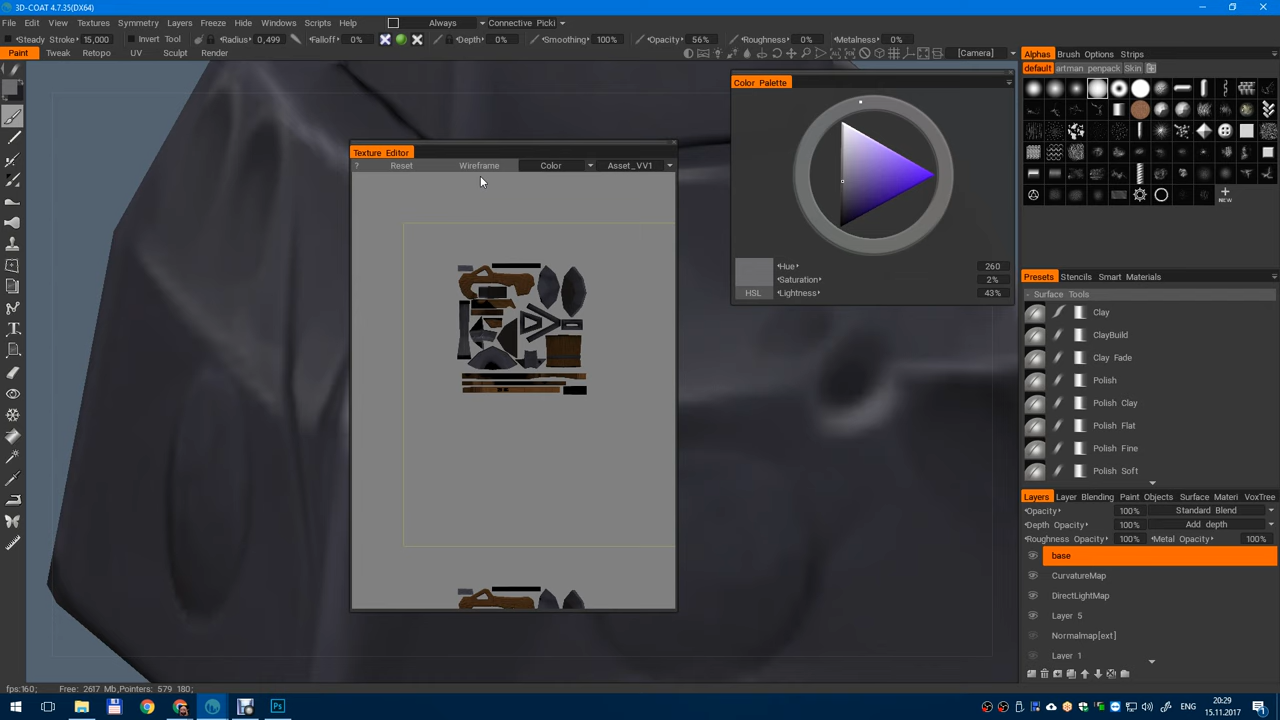 3D-COAT 4.7.35(DX64)
File Edit View Textures Symmetry Layers Freeze Hide Windows Scripts Help Always Connective Picki
Steady Stroke 15,000 Invert Tool Radius:0,499 Falloff: 0% Depth: 0% Smoothing: 100% Opacity: 56% Roughness: 0% Metalness: 0%
Paint Tweak Retopo UV Sculpt Render [Camera]
Alphas Brush Options Strips
default artman penpack Skin
NEW
Color Palette
Hue 260
Saturation 2%
HSL Lightness 43%
Texture Editor
? Reset Wireframe Color Asset_VV1
Presets Stencils Smart Materials
- Surface Tools
Clay
ClayBuild
Clay Fade
Polish
Polish Clay
Polish Flat
Polish Fine
Polish Soft
Layers Layer Blending Paint Objects Surface Materi VoxTree
Opacity 100% Standard Blend
Depth Opacity 100% Add depth
Roughness Opacity 100% Metal Opacity 100%
base
CurvatureMap
DirectLightMap
Layer 5
Normalmap[ext]
Layer 1
fps:160; Free: 2617 Mb,Pointers: 579 180;
Ps
ENG
20:29
15.11.2017
1